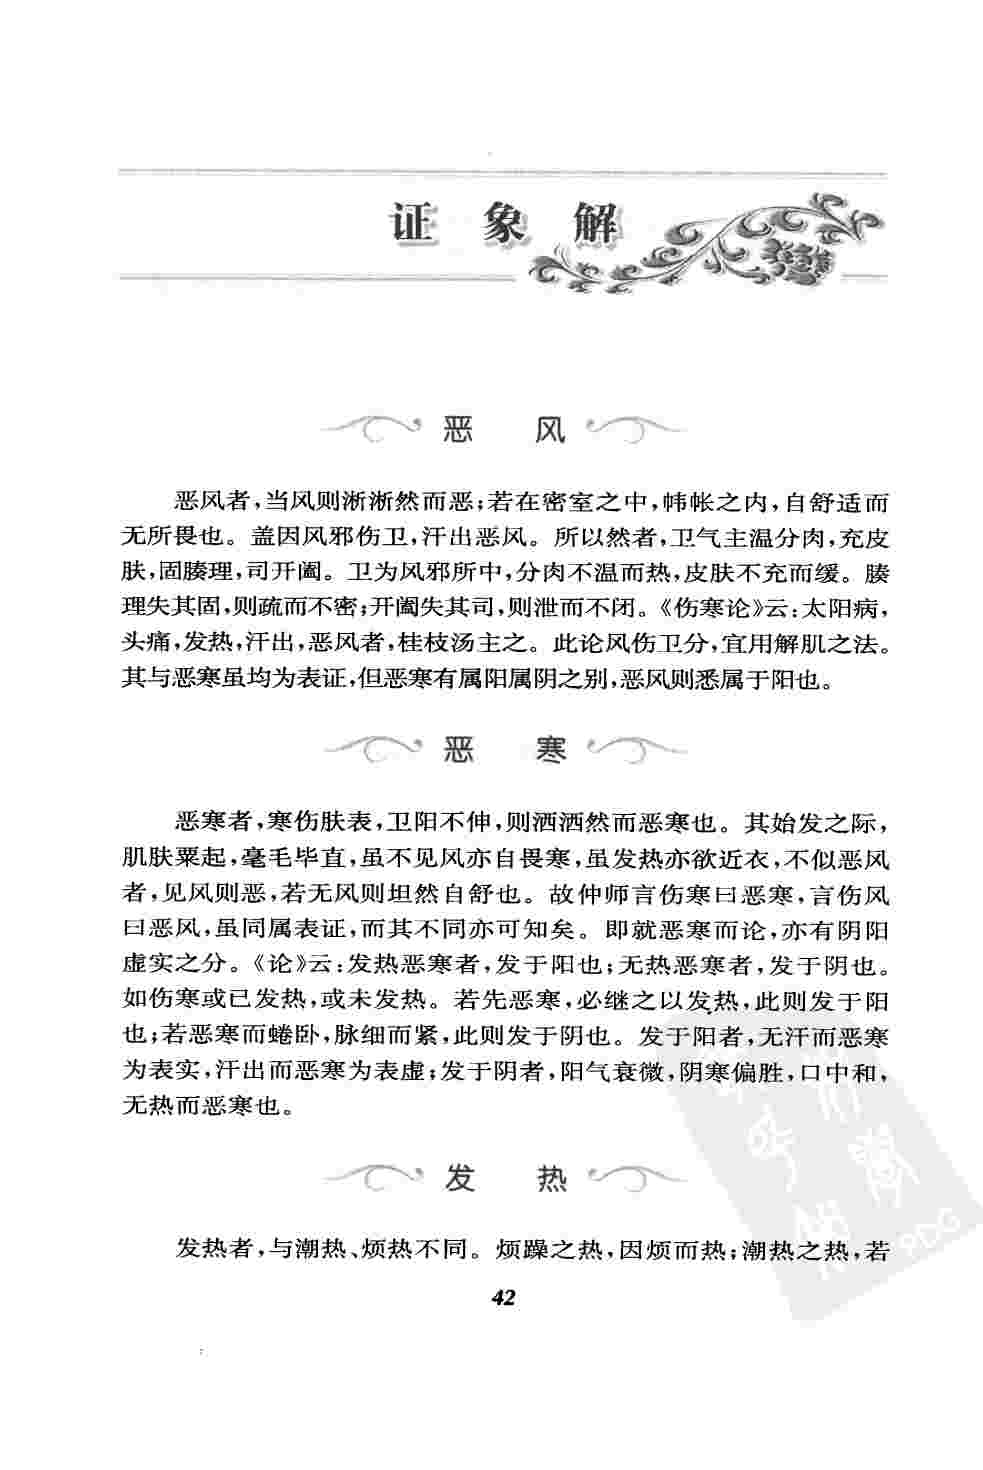 证象解
恶风
恶风者,当风则淅淅然而恶;若在密室之中,帏帐之内,自舒适而
无所畏也。盖因风邪伤卫,汗出恶风。所以然者,卫气主温分肉,充皮
肤,固腠理,司开阖。卫为风邪所中,分肉不温而热,皮肤不充而缓。腠
理失其固,则疏而不密;开阖失其司,则泄而不闭。《伤寒论》云:太阳病,
头痛,发热,汗出,恶风者,桂枝汤主之。此论风伤卫分,宜用解肌之法。
其与恶寒虽均为表证,但恶寒有属阳属阴之别,恶风则悉属于阳也。
恶寒
恶寒者,寒伤肤表,卫阳不伸,则洒洒然而恶寒也。其始发之际,
肌肤粟起,毫毛毕直,虽不见风亦自畏寒,虽发热亦欲近衣,不似恶风
者,见风则恶,若无风则坦然自舒也。故仲师言伤寒曰恶寒,言伤风
曰恶风,虽同属表证,而其不同亦可知矣。即就恶寒而论,亦有阴阳
虚实之分。《论》云:发热恶寒者,发于阳也;无热恶寒者,发于阴也。
如伤寒或已发热,或未发热。若先恶寒,必继之以发热,此则发于阳
也;若恶寒而蜷卧,脉细而紧,此则发于阴也。发于阳者,无汗而恶寒
为表实,汗出而恶寒为表虚;发于阴者,阳气衰微,阴寒偏胜,口中和,
无热而恶寒也。
发热
发热者,与潮热、烦热不同。烦躁之热,因烦而热;潮热之热,若
42
PDG